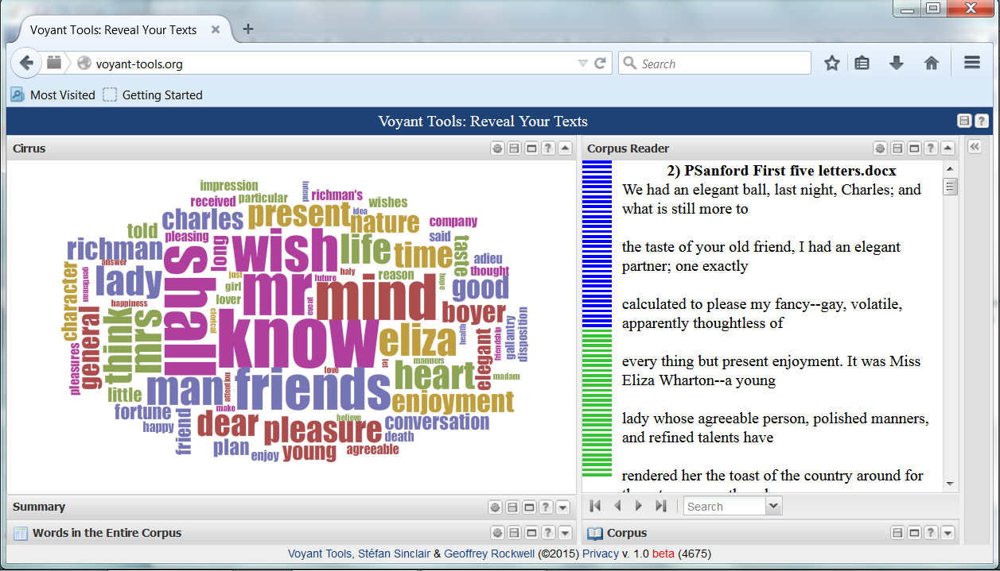 Voyant Tools: Reveal Your Texts
voyant-tools.org
Search
Most Visited
Getting Started
Voyant Tools: Reveal Your Texts
Cirrus
impression
intend
received
particular
richman's
wishes
idea
charles
present
nature
company
told
pleasing
long
wish
life
said
taste
richman
answer
shall
time
adieu
thought
character
gentleman
lady
just
mr
future
haly
reason
hope
girl
mind
good
happiness
lover
event
boyer
general
think
mrs
clerical
know
eliza
health
elegant
friendship
gallantry
disposition
pleasures
manners
let
love
heart
madam
little
man
attention
friends
enjoyment
fortune
make
believe
conversation
happy
friend
dear
pleasure
death
plan
enjoy
young
agreeable
Summary
Words in the Entire Corpus
Corpus Reader
2) PSanford First five letters.docx
We had an elegant ball, last night, Charles; and
what is still more to
the taste of your old friend, I had an elegant
partner; one exactly
calculated to please my fancy--gay, volatile,
apparently thoughtless of
every thing but present enjoyment. It was Miss
Eliza Wharton--a young
lady whose agreeable person, polished manners,
and refined talents have
rendered her the toast of the country around for
Search
Corpus
Voyant Tools, Stéfan Sinclair & Geoffrey Rockwell (©2015) Privacy v. 1.0 beta (4675)